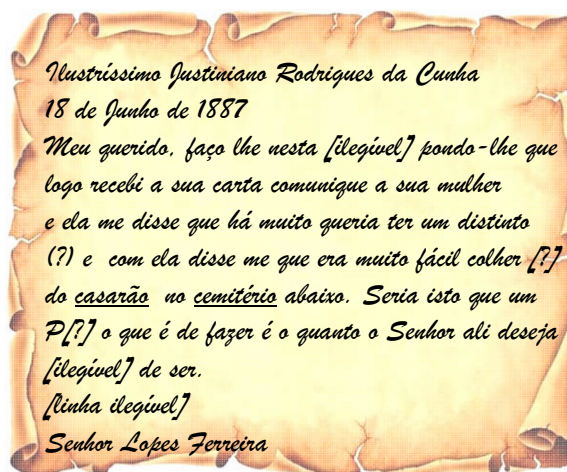 Ilustríssimo Justiniano Rodrigues da Cunha
18 de Junho de 1887
Meu querido, faço lhe nesta [ilegível] pondo-lhe que
logo recebi a sua carta comunique a sua mulher
e ela me disse que há muito queria ter um distinto
(?) e com ela disse me que era muito fácil colher [?]
do casarão no cemitério abaixo. Seria isto que um
P[?] o que é de fazer é o quanto o Senhor ali deseja
[ilegível] de ser.
[linha ilegível]
Senhor Lopes Ferreira